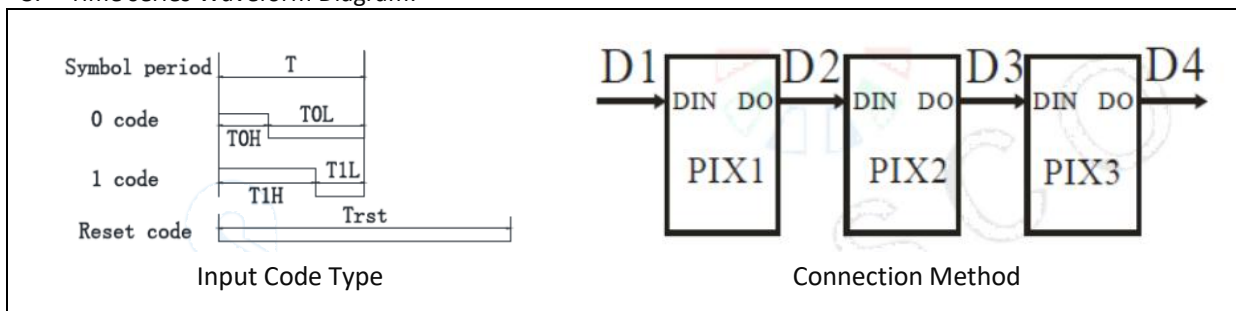 Symbol period T
0 code T0H T0L
1 code T1H T1L
Reset code Trst
Input Code Type
D1 D2 D3 D4
DIN DO DIN DO DIN DO
PIX1 PIX2 PIX3
Connection Method